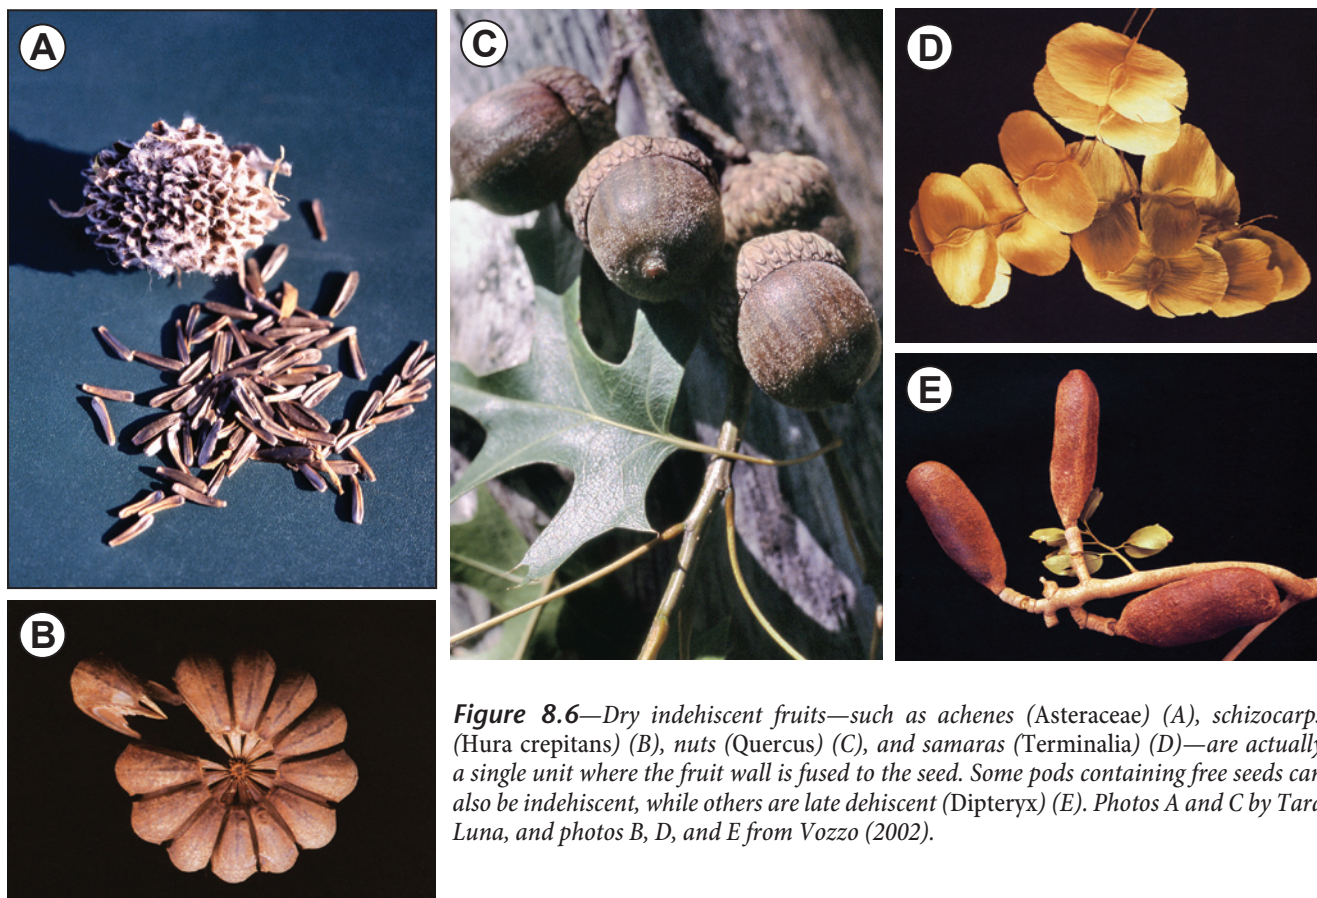 A
B
C
D
E
Figure 8.6—Dry indehiscent fruits—such as achenes (Asteraceae) (A), schizocarps
(Hura crepitans) (B), nuts (Quercus) (C), and samaras (Terminalia) (D)—are actually
a single unit where the fruit wall is fused to the seed. Some pods containing free seeds can
also be indehiscent, while others are late dehiscent (Dipteryx) (E). Photos A and C by Tara
Luna, and photos B, D, and E from Vozzo (2002).